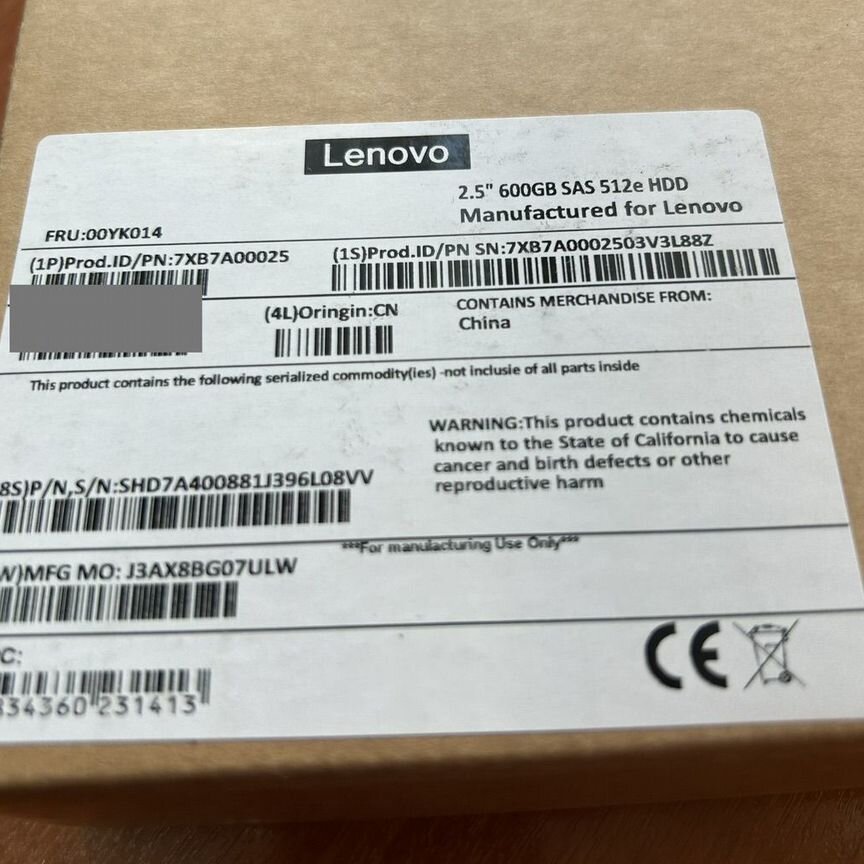 Lenovo
2.5" 600GB SAS 512e HDD
Manufactured for Lenovo
FRU:00YK014
(1P)Prod.ID/PN:7XB7A00025
(1S)Prod.ID/PN SN:7XB7A0002503V3L88Z
(4L)Oringin:CN
CONTAINS MERCHANDISE FROM:
China
This product contains the following serialized commodity(ies) -not inclusie of all parts inside
WARNING:This product contains chemicals
known to the State of California to cause
cancer and birth defects or other
reproductive harm
8S)P/N,S/N:SHD7A400881J396L08VV
***For manufacturing Use Only***
W)MFG MO: J3AX8BG07ULW
C:
334360 231413
CE